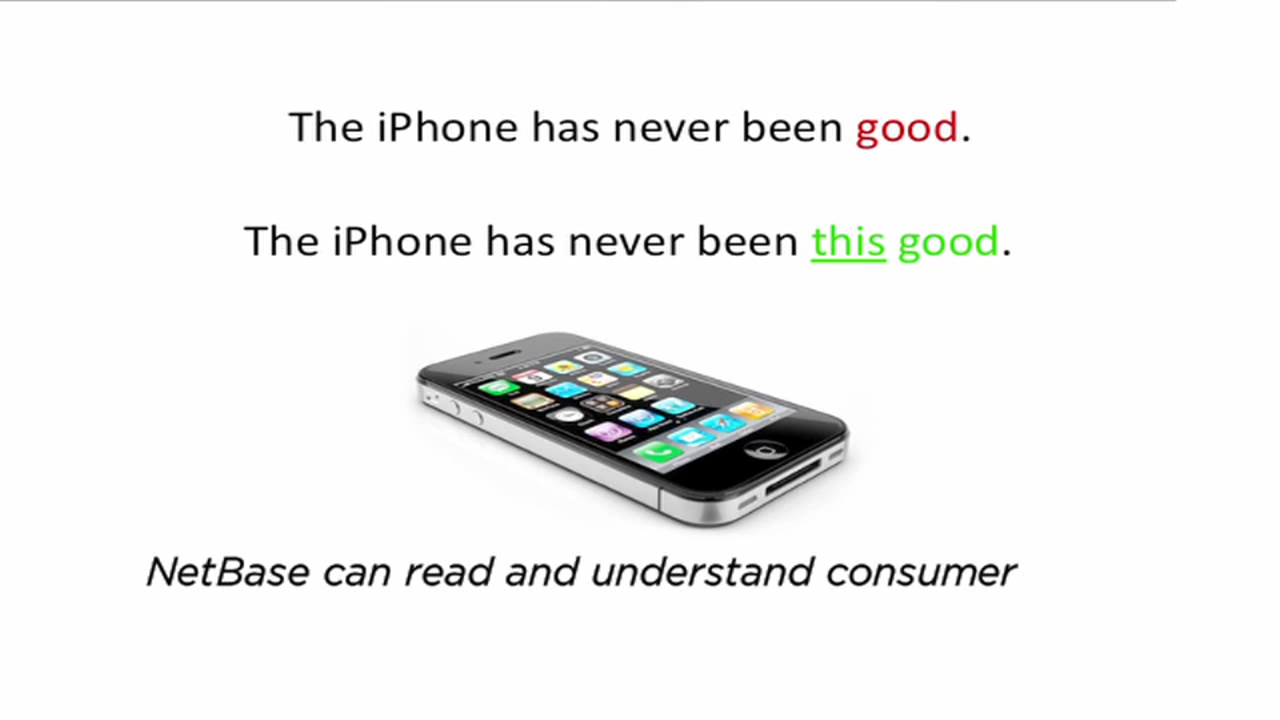 The iPhone has never been good.
The iPhone has never been this good.
NetBase can read and understand consumer